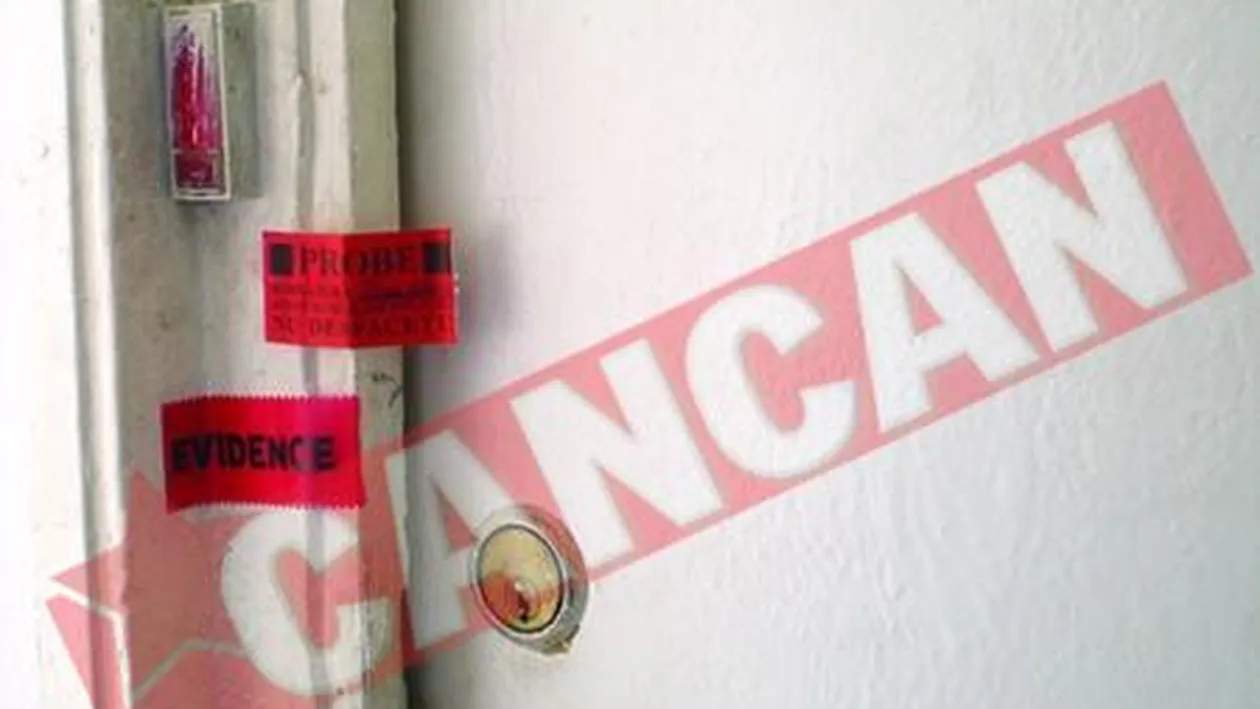 PROBE
NU DESFACETI
EVIDENCE
CANCAN